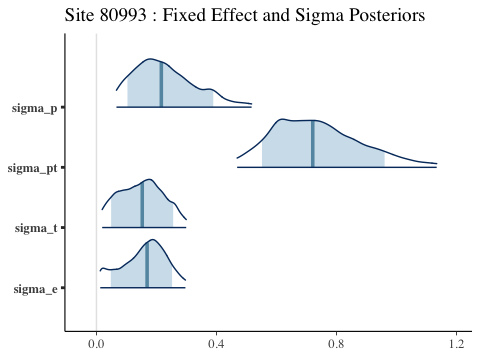 Site 80993 : Fixed Effect and Sigma Posteriors
sigma_p
sigma_pt
sigma_t
sigma_e
0.0 0.4 0.8 1.2